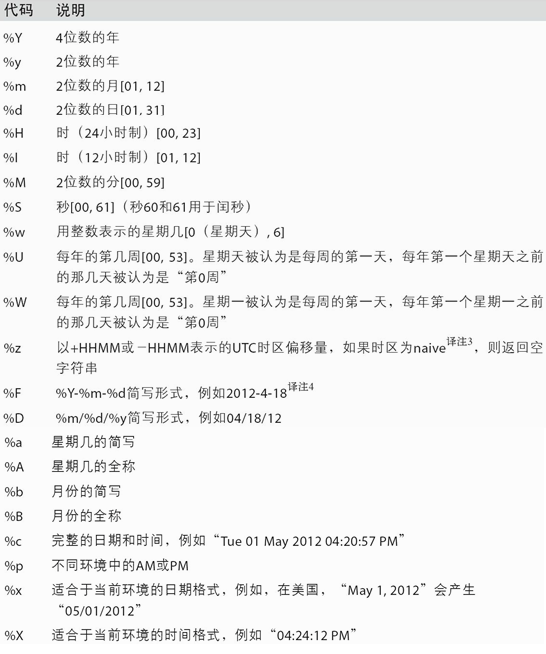 代码 说明
%Y 4位数的年
%y 2位数的年
%m 2位数的月[01, 12]
%d 2位数的日[01, 31]
%H 时（24小时制）[00, 23]
%I 时（12小时制）[01, 12]
%M 2位数的分[00, 59]
%S 秒[00, 61]（秒60和61用于闰秒）
%w 用整数表示的星期几[0（星期天）, 6]
%U 每年的第几周[00, 53]。星期天被认为是每周的第一天，每年第一个星期天之前
的那几天被认为是“第0周”
%W 每年的第几周[00, 53]。星期一被认为是每周的第一天，每年第一个星期一之前
的那几天被认为是“第0周”
%z 以+HHMM或－HHMM表示的UTC时区偏移量，如果时区为naive译注3，则返回空
字符串
%F %Y-%m-%d简写形式，例如2012-4-18译注4
%D %m/%d/%y简写形式，例如04/18/12
%a 星期几的简写
%A 星期几的全称
%b 月份的简写
%B 月份的全称
%c 完整的日期和时间，例如“Tue 01 May 2012 04:20:57 PM”
%p 不同环境中的AM或PM
%x 适合于当前环境的日期格式，例如，在美国，“May 1, 2012”会产生
“05/01/2012”
%X 适合于当前环境的时间格式，例如“04:24:12 PM”